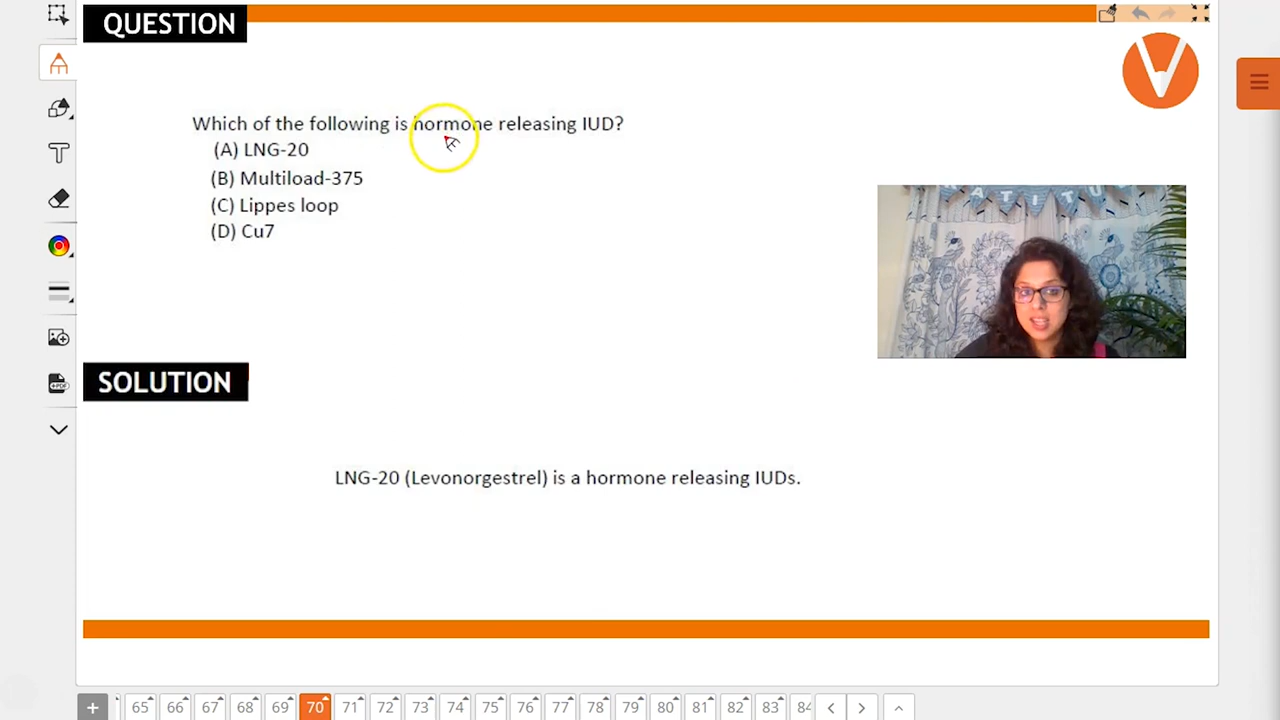 QUESTION
Which of the following is hormone releasing IUD?
(A) LNG-20
(B) Multiload-375
(C) Lippes loop
(D) Cu7
SOLUTION
LNG-20 (Levonorgestrel) is a hormone releasing IUDs.
65 66 67 68 69 70 71 72 73 74 75 76 77 78 79 80 81 82 83 84